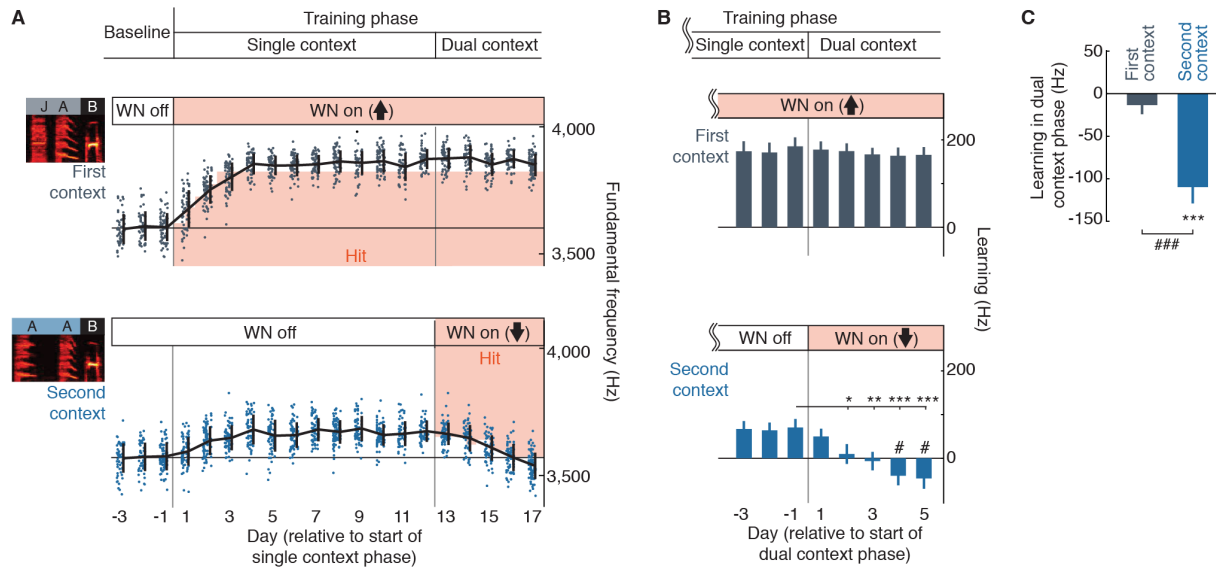 A
Baseline
Training phase
Single context
Dual context
J A B
WN off
WN on (⬆)
First
context
Hit
4,000
3,500
A A B
WN off
WN on (⬇)
Hit
Second
context
4,000
3,500
Fundamental frequency (Hz)
-3 -1 1 3 5 7 9 11 13 15 17
Day (relative to start of
single context phase)
B
Training phase
Single context
Dual context
WN on (⬆)
First
context
200
0
Learning (Hz)
WN off
WN on (⬇)
Second
context
200
* ** *** ***
# #
0
-3 -1 1 3 5
Day (relative to start of
dual context phase)
C
First
context
Second
context
Learning in dual
context phase (Hz)
50
0
-50
-100
-150
***
###